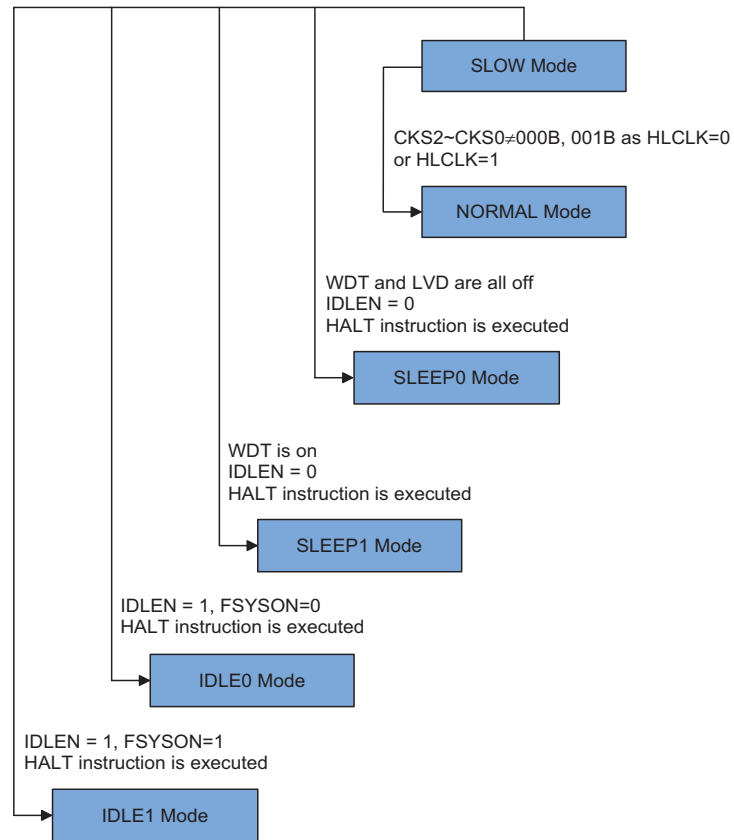 SLOW Mode
CKS2~CKS0≠000B, 001B as HLCLK=0
or HLCLK=1
NORMAL Mode
WDT and LVD are all off
IDLEN = 0
HALT instruction is executed
SLEEP0 Mode
WDT is on
IDLEN = 0
HALT instruction is executed
SLEEP1 Mode
IDLEN = 1, FSYSON=0
HALT instruction is executed
IDLE0 Mode
IDLEN = 1, FSYSON=1
HALT instruction is executed
IDLE1 Mode